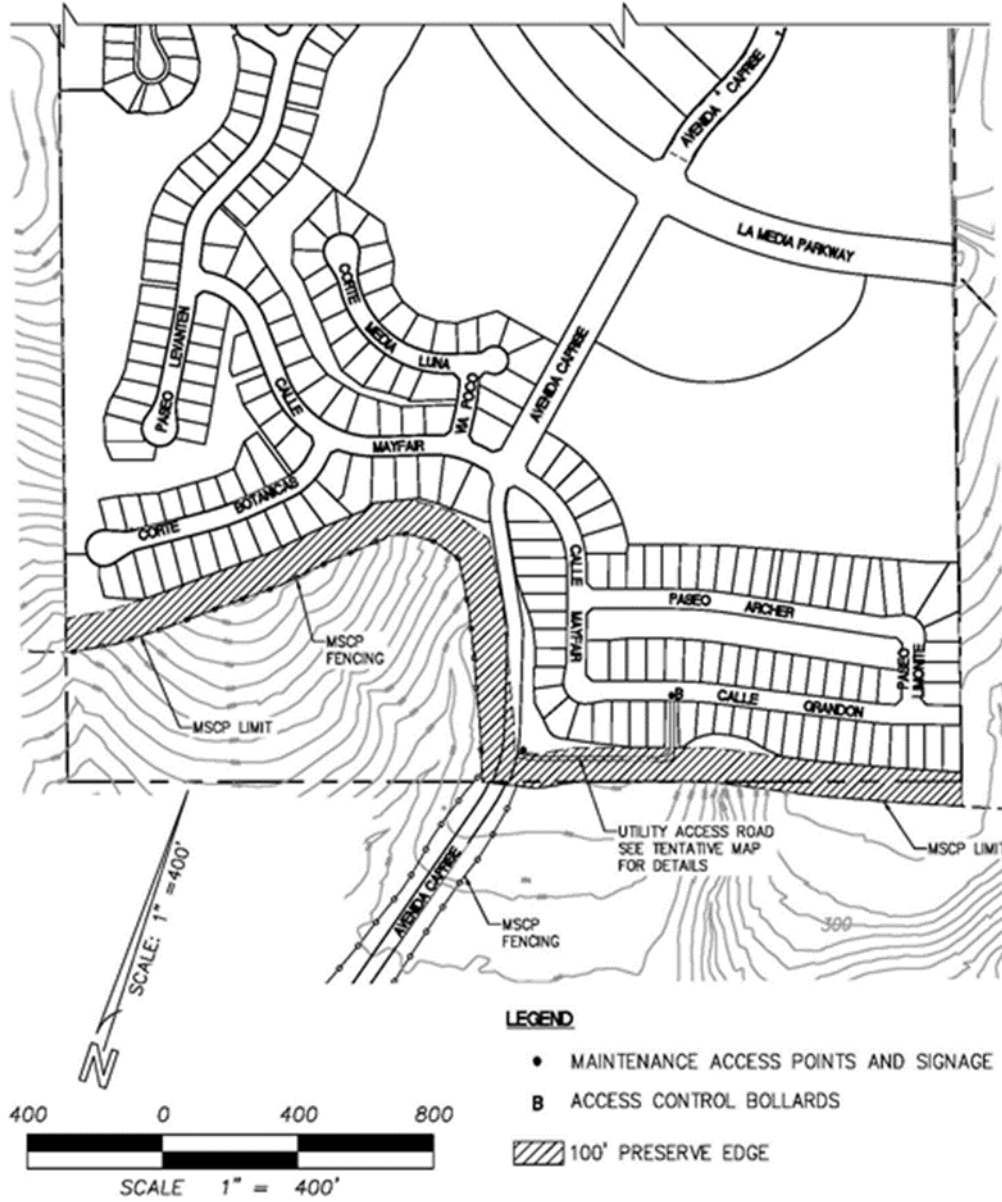 AVENIDA CAPRISE
LA MEDIA PARKWAY
CORTE
MEDIA
LUNA
PASEO LEVANTEN
CALLE
MAYFAIR
VIA POCO
AVENIDA CAPRISE
CORTE BOTANICAS
CALLE MAYFAIR
PASEO ARCHER
PASEO LIMONTE
B
CALLE GRANDON
MSCP
FENCING
MSCP LIMIT
UTILITY ACCESS ROAD
SEE TENTATIVE MAP
FOR DETAILS
MSCP LIMIT
AVENIDA CAPRISE
MSCP
FENCING
300
SCALE: 1" =400'
N
LEGEND
MAINTENANCE ACCESS POINTS AND SIGNAGE
B ACCESS CONTROL BOLLARDS
100' PRESERVE EDGE
400 0 400 800
SCALE 1" = 400'